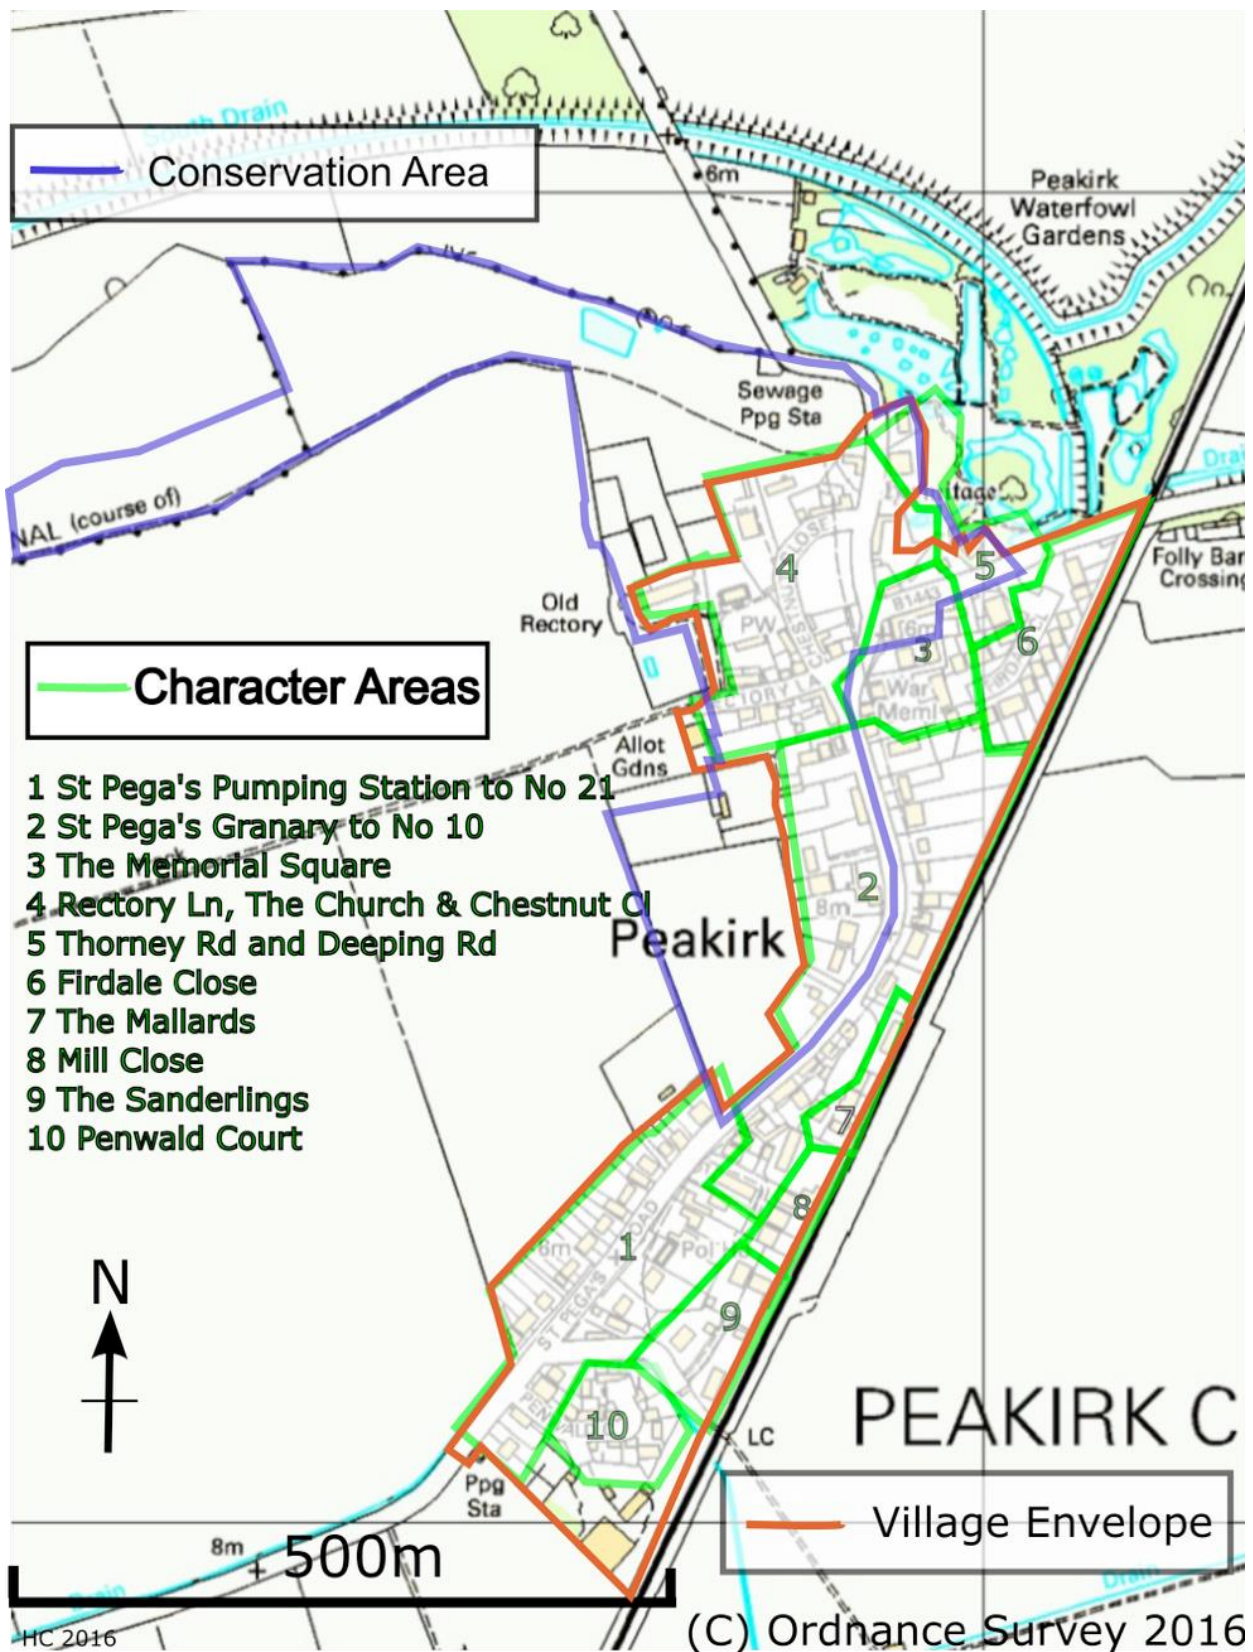 South Drain
Conservation Area
6m
Peakirk
Waterfowl
Gardens
Sewage
Ppg Sta
Drai
NAL (course of)
Folly Bar
Crossing
4
5
B1443
6m
3
6
Old
Rectory
PW
War
Meml
Character Areas
Allot
Gdns
1 St Pega's Pumping Station to No 21
2 St Pega's Granary to No 10
3 The Memorial Square
4 Rectory Ln, The Church & Chestnut Cl
5 Thorney Rd and Deeping Rd
6 Firdale Close
7 The Mallards
8 Mill Close
9 The Sanderlings
10 Penwald Court
2
8m
Peakirk
7
8
6m
1
ST PEGA'S ROAD
9
N
10
PEAKIRK C
LC
Ppg
Sta
Village Envelope
8m
500m
Drain
Drain
HC 2016
(C) Ordnance Survey 2016